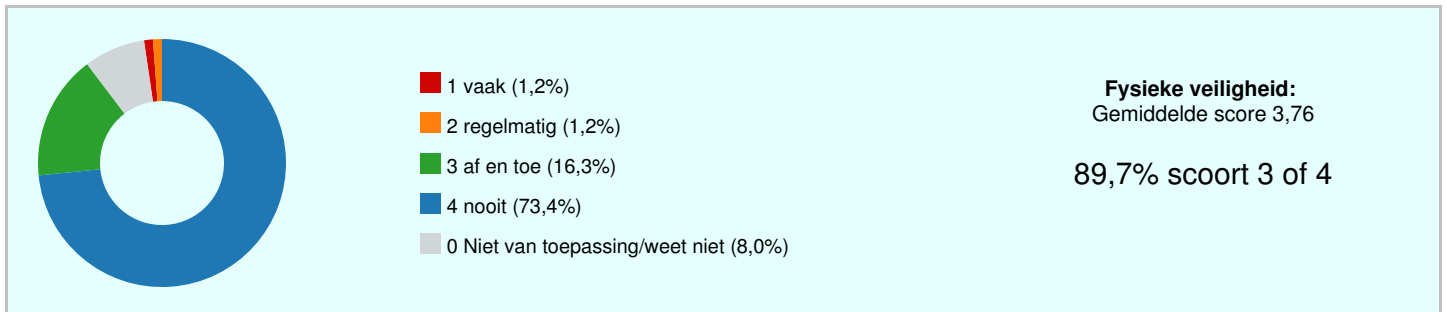 1 vaak (1,2%)
2 regelmatig (1,2%)
3 af en toe (16,3%)
4 nooit (73,4%)
0 Niet van toepassing/weet niet (8,0%)
Fysieke veiligheid:
Gemiddelde score 3,76
89,7% scoort 3 of 4